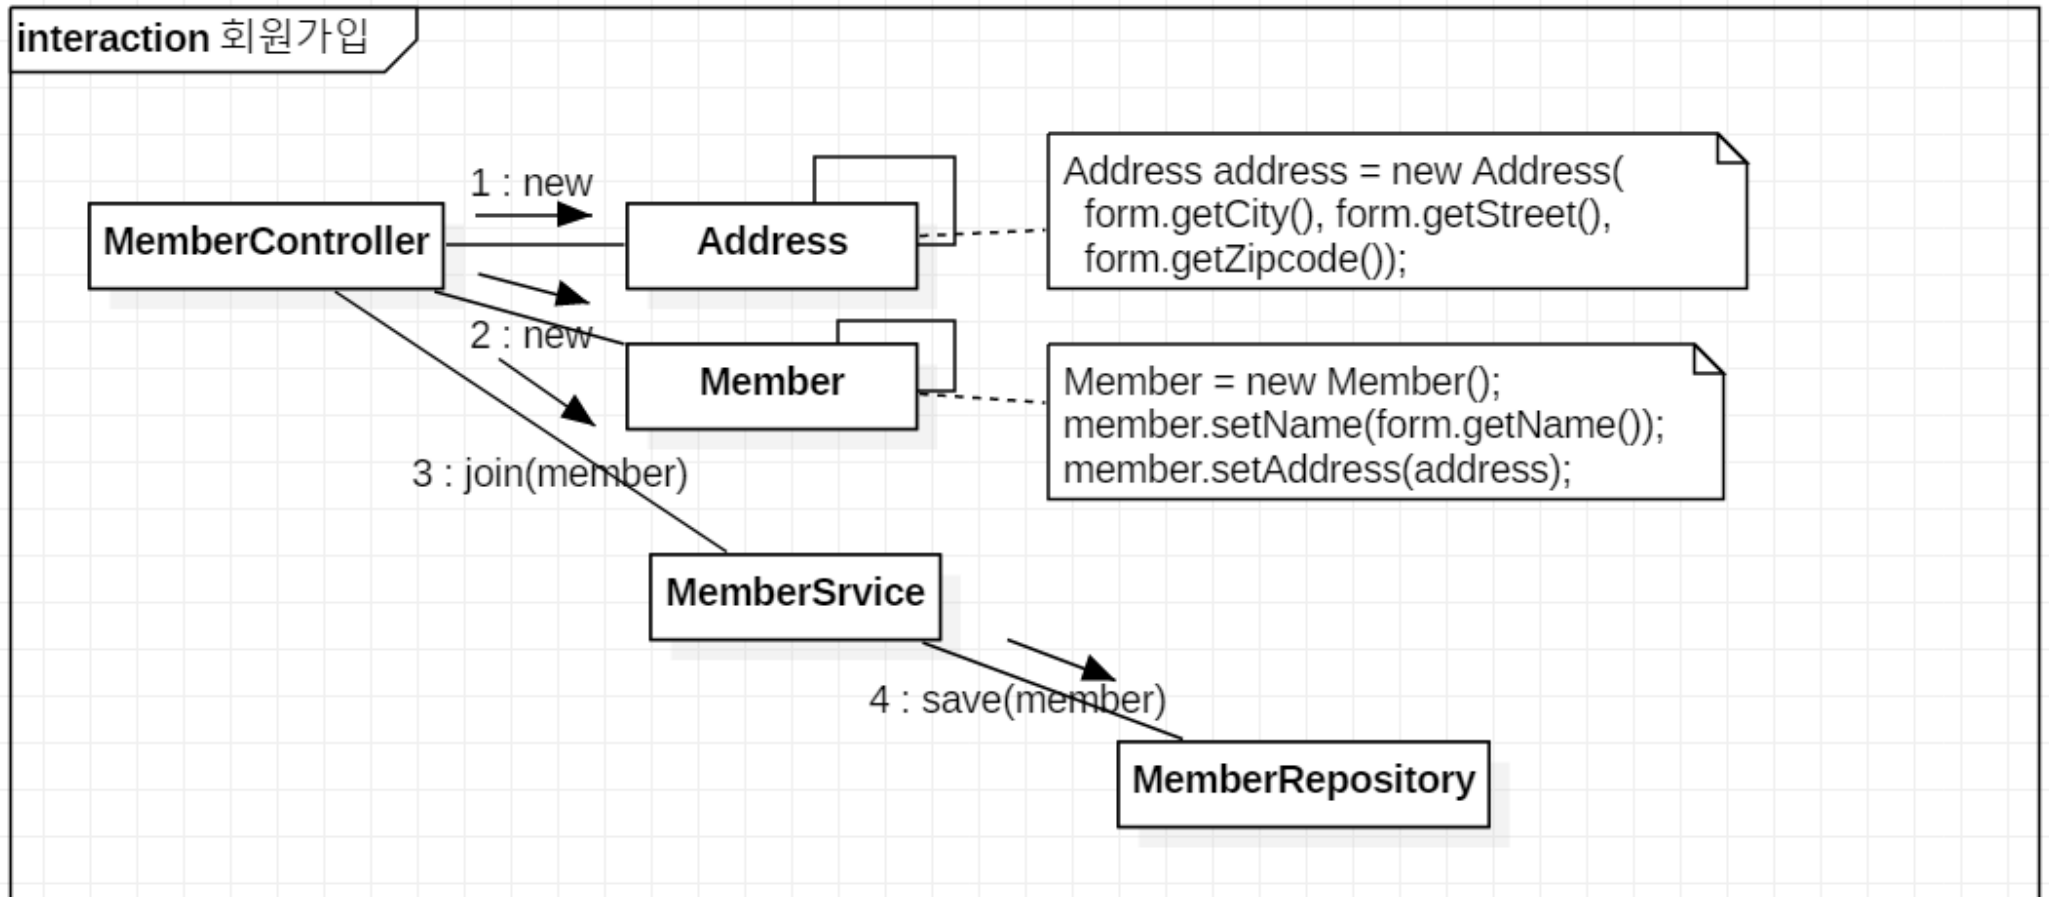 interaction 회원가입
1 : new
MemberController
Address
Address address = new Address(
form.getCity(), form.getStreet(),
form.getZipcode());
2 : new
Member
Member = new Member();
member.setName(form.getName());
member.setAddress(address);
3 : join(member)
MemberSrvice
4 : save(member)
MemberRepository